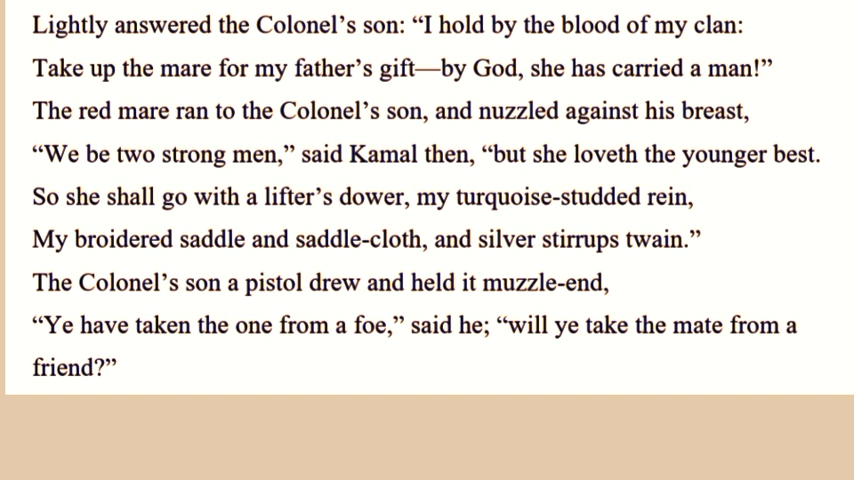 Lightly answered the Colonel’s son: “I hold by the blood of my clan:
Take up the mare for my father’s gift—by God, she has carried a man!”
The red mare ran to the Colonel’s son, and nuzzled against his breast,
“We be two strong men,” said Kamal then, “but she loveth the younger best.
So she shall go with a lifter’s dower, my turquoise-studded rein,
My broidered saddle and saddle-cloth, and silver stirrups twain.”
The Colonel’s son a pistol drew and held it muzzle-end,
“Ye have taken the one from a foe,” said he; “will ye take the mate from a
friend?”